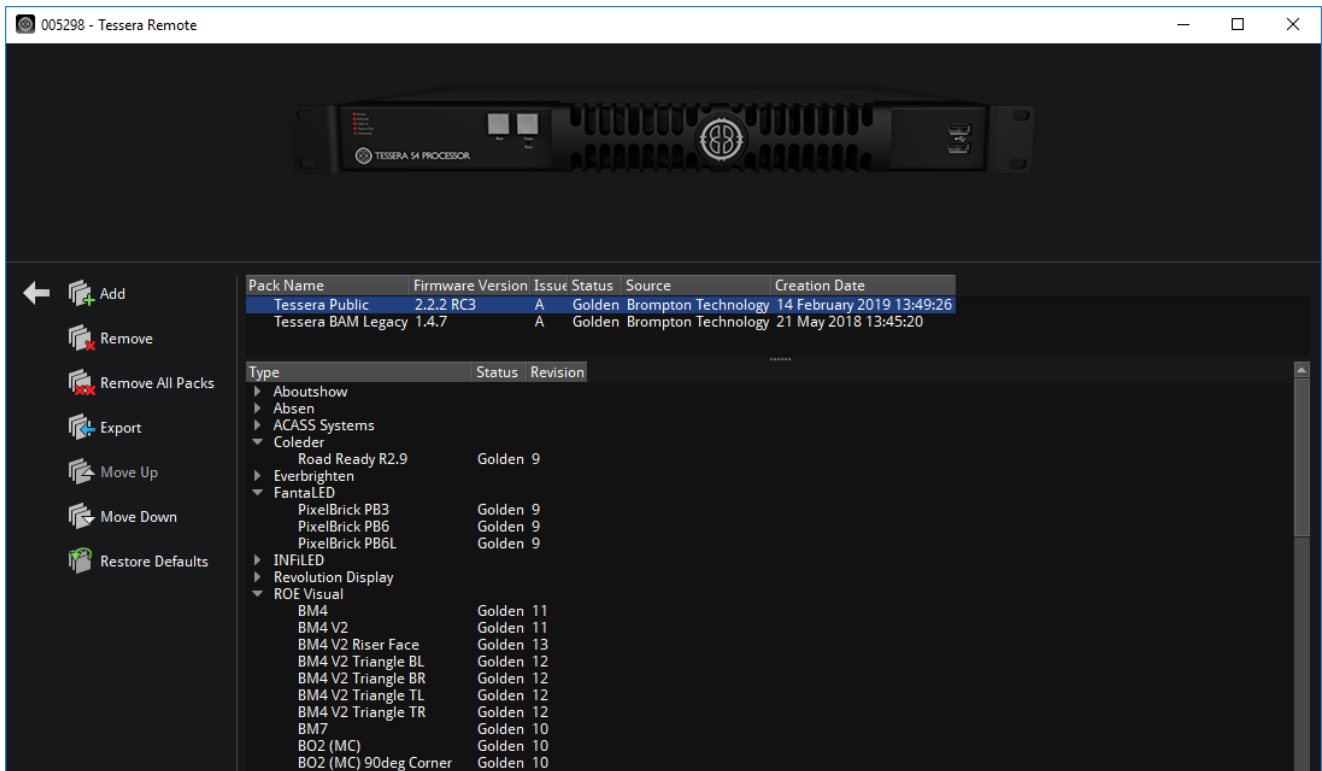 005298 - Tessera Remote
TESSERA S4 PROCESSOR
Add
Remove
Remove All Packs
Export
Move Up
Move Down
Restore Defaults
Pack Name Firmware Version Issue Status Source Creation Date
Tessera Public 2.2.2 RC3 A Golden Brompton Technology 14 February 2019 13:49:26
Tessera BAM Legacy 1.4.7 A Golden Brompton Technology 21 May 2018 13:45:20
Type Status Revision
Aboutshow
Absen
ACASS Systems
Coleder
Road Ready R2.9 Golden 9
Everbrighten
FantaLED
PixelBrick PB3 Golden 9
PixelBrick PB6 Golden 9
PixelBrick PB6L Golden 9
INFiLED
Revolution Display
ROE Visual
BM4 Golden 11
BM4 V2 Golden 11
BM4 V2 Riser Face Golden 13
BM4 V2 Triangle BL Golden 12
BM4 V2 Triangle BR Golden 12
BM4 V2 Triangle TL Golden 12
BM4 V2 Triangle TR Golden 12
BM7 Golden 10
BO2 (MC) Golden 10
BO2 (MC) 90deg Corner Golden 10